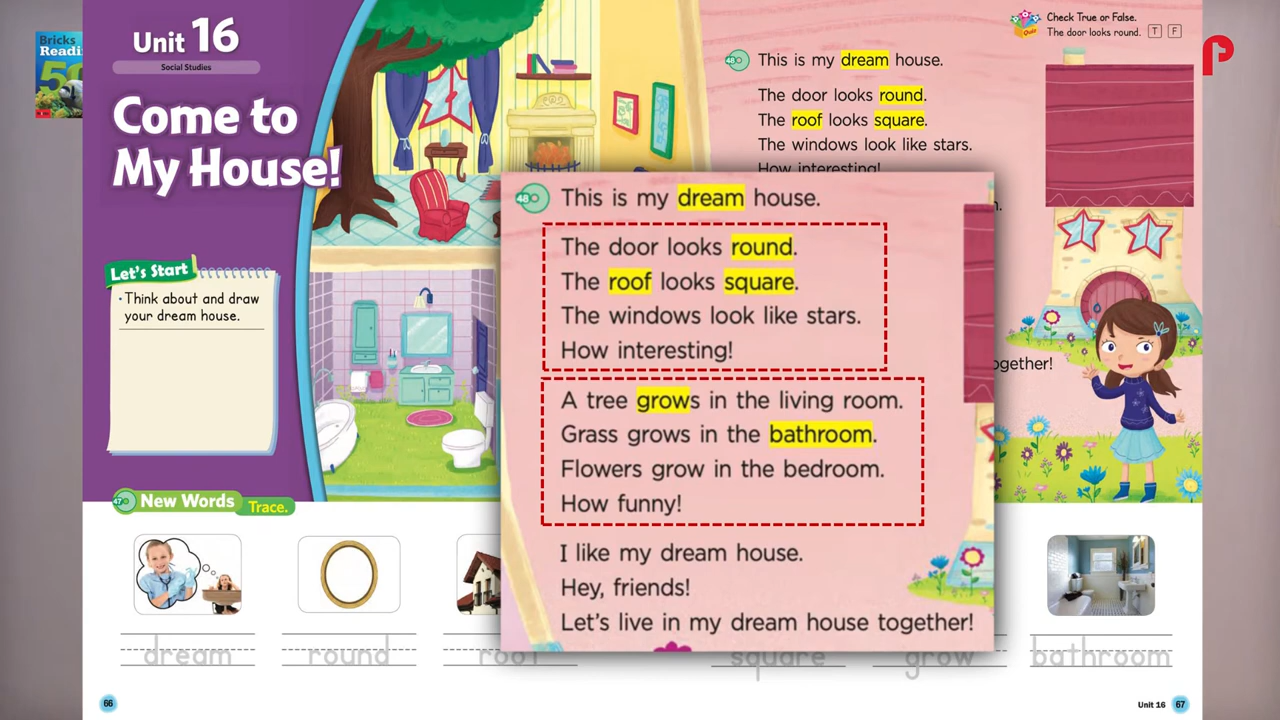 Bricks
Readi
50
Unit 16
Social Studies
Come to
My House!
Let's Start
• Think about and draw
your dream house.
Quiz
Check True or False.
The door looks round. T F
48
This is my dream house.
The door looks round.
The roof looks square.
The windows look like stars.
How interesting!
ogether!
48
This is my dream house.
The door looks round.
The roof looks square.
The windows look like stars.
How interesting!
A tree grows in the living room.
Grass grows in the bathroom.
Flowers grow in the bedroom.
How funny!
I like my dream house.
Hey, friends!
Let's live in my dream house together!
47
New Words Trace.
dream round roof square grow bathroom
66
Unit 16 67